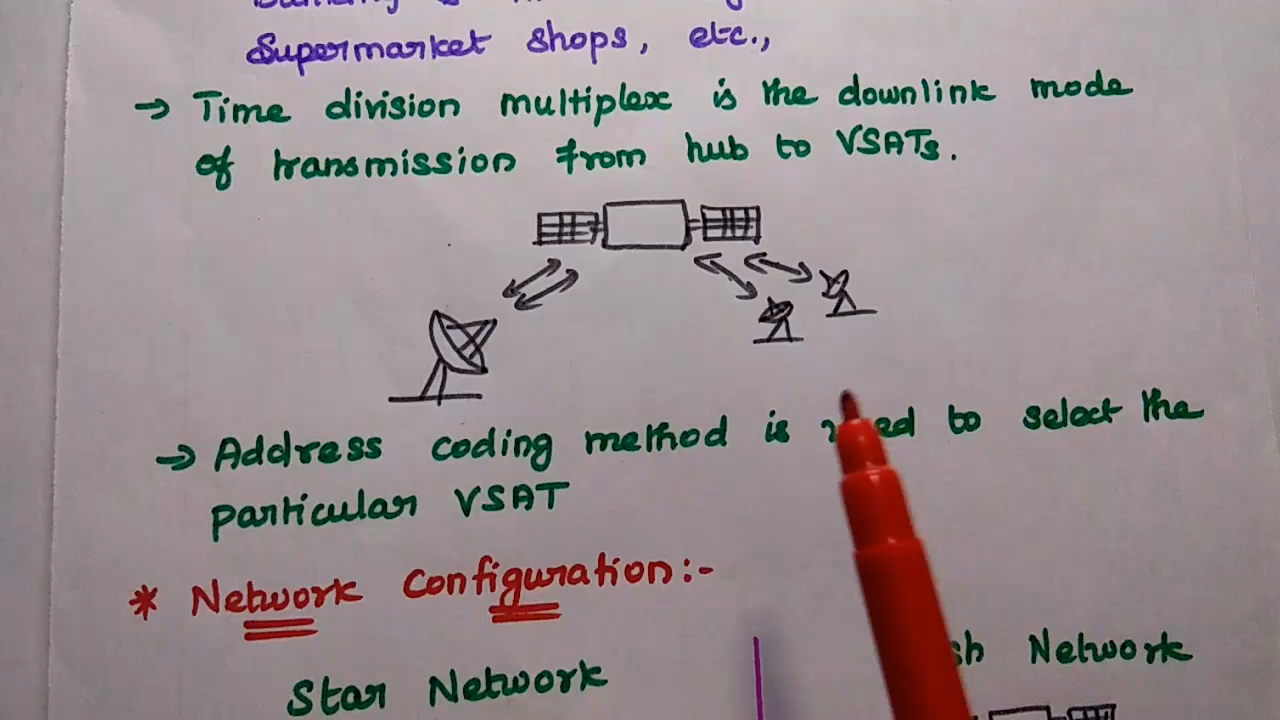 Supermarket shops, etc.,
→ Time division multiplex is the downlink mode
of transmission from hub to VSATs.
→ Address coding method is used to select the
particular VSAT
* Network Configuration:-
Star Network
Network